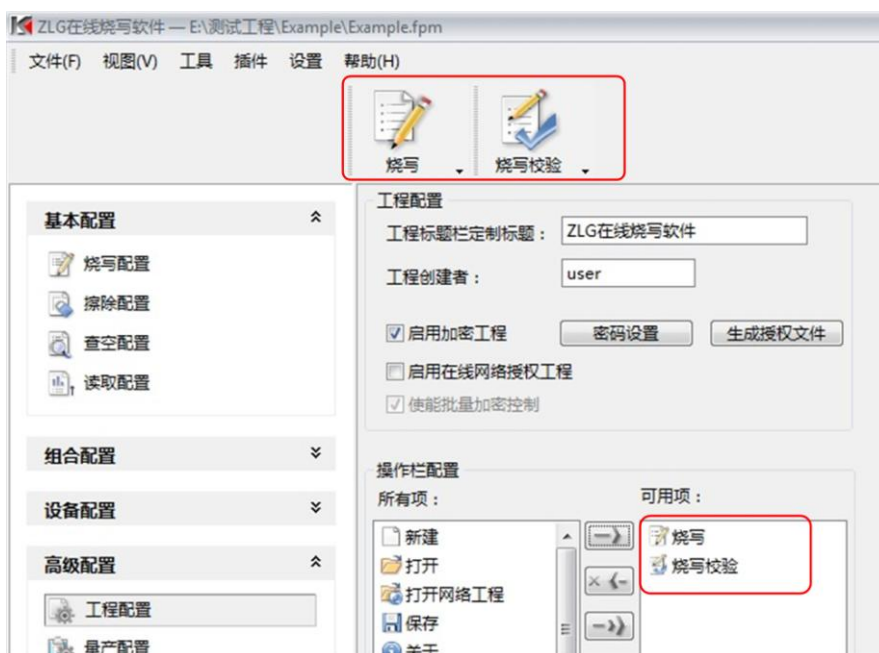 ZLG在线烧写软件 — E:\测试工程\Example\Example.fpm
文件(F) 视图(V) 工具 插件 设置 帮助(H)
烧写 烧写校验
基本配置
烧写配置
擦除配置
查空配置
读取配置
组合配置
设备配置
高级配置
工程配置
量产配置
工程配置
工程标题栏定制标题： ZLG在线烧写软件
工程创建者： user
启用加密工程 密码设置 生成授权文件
启用在线网络授权工程
使能批量加密控制
操作栏配置
所有项： 可用项：
新建
打开
打开网络工程
保存
关于
烧写
烧写校验